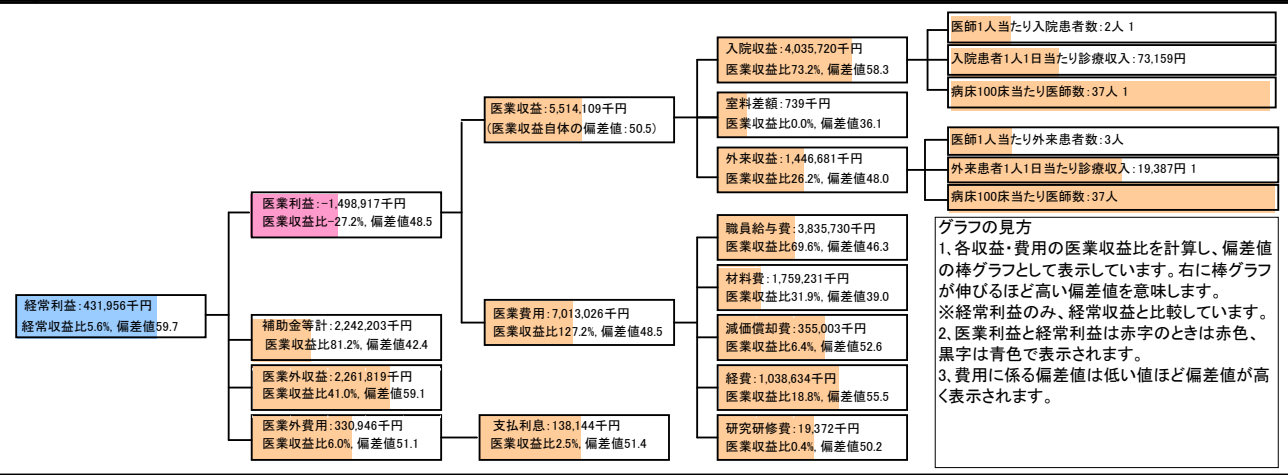 経常利益:431,956千円
経常収支比5.6%, 偏差値59.7
医業利益:-1,498,917千円
医業収益比-27.2%, 偏差値48.5
補助金等計:2,242,203千円
医業収益比81.2%, 偏差値42.4
医業外収益:2,261,819千円
医業収益比41.0%, 偏差値59.1
医業外費用:330,946千円
医業収益比6.0%, 偏差値51.1
医業収益:5,514,109千円
(医業収益自体の偏差値:50.5)
医業費用:7,013,026千円
医業収益比127.2%, 偏差値48.5
支払利息:138,144千円
医業収益比2.5%, 偏差値51.4
入院収益:4,035,720千円
医業収益比73.2%, 偏差値58.3
室料差額:739千円
医業収益比0.0%, 偏差値36.1
外来収益:1,446,681千円
医業収益比26.2%, 偏差値48.0
職員給与費:3,835,730千円
医業収益比69.6%, 偏差値46.3
材料費:1,759,231千円
医業収益比31.9%, 偏差値39.0
減価償却費:355,003千円
医業収益比6.4%, 偏差値52.6
経費:1,038,634千円
医業収益比18.8%, 偏差値55.5
研究研修費:19,372千円
医業収益比0.4%, 偏差値50.2
医師1人当たり入院患者数:2人 1
入院患者1人1日当たり診療収入:73,159円
病床100床当たり医師数:37人 1
医師1人当たり外来患者数:3人
外来患者1人1日当たり診療収入:19,387円 1
病床100床当たり医師数:37人
グラフの見方
1、各収益・費用の医業収益比を計算し、偏差値
の棒グラフとして表示しています。右に棒グラフ
が伸びるほど高い偏差値を意味します。
※経常利益のみ、経常収益と比較しています。
2、医業利益と経常利益は赤字のときは赤色、
黒字は青色で表示されます。
3、費用に係る偏差値は低い値ほど偏差値が高
く表示されます。